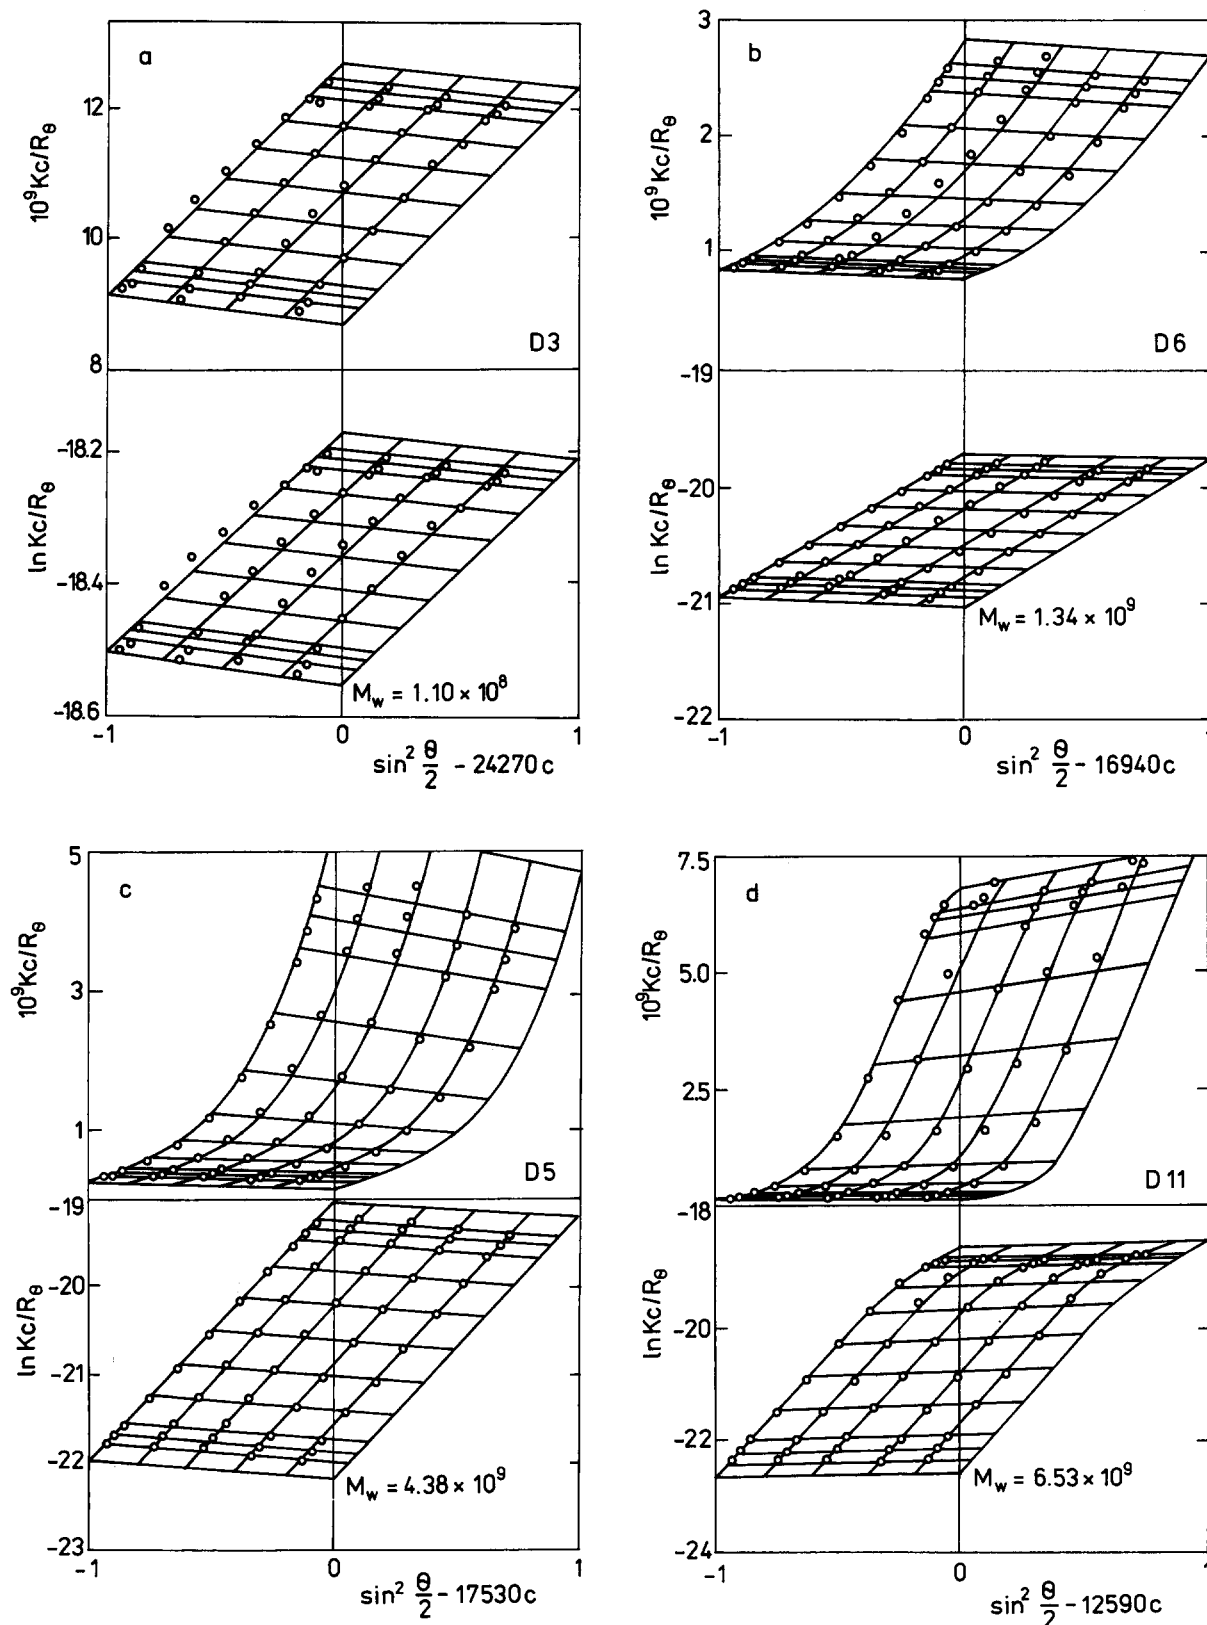 a
12
10
8
10⁹Kc/R_θ
D3
-18.2
-18.4
-18.6
ln Kc/R_θ
M_w = 1.10 × 10⁸
-1
0
1
sin² θ/2 - 24270c
b
3
2
1
10⁹Kc/R_θ
D6
-19
-20
-21
-22
ln Kc/R_θ
M_w = 1.34 × 10⁹
-1
0
1
sin² θ/2 - 16940c
c
5
3
1
10⁹Kc/R_θ
D5
-19
-20
-21
-22
-23
ln Kc/R_θ
M_w = 4.38 × 10⁹
-1
0
1
sin² θ/2 - 17530c
d
7.5
5.0
2.5
10⁹Kc/R_θ
D11
-18
-20
-22
-24
ln Kc/R_θ
M_w = 6.53 × 10⁹
-1
0
1
sin² θ/2 - 12590c